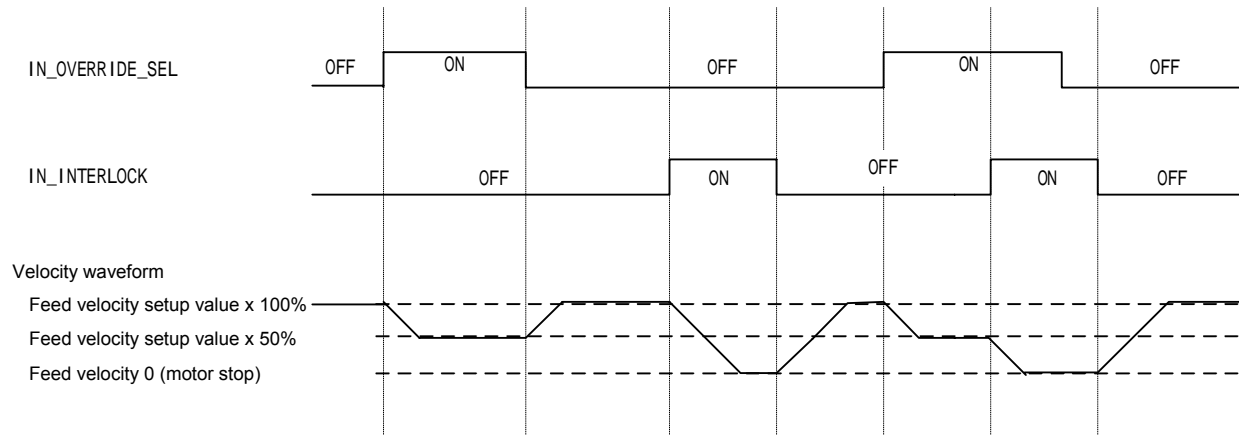 IN_OVERRIDE_SEL OFF ON OFF ON OFF
IN_INTERLOCK OFF ON OFF ON OFF
Velocity waveform
Feed velocity setup value x 100%
Feed velocity setup value x 50%
Feed velocity 0 (motor stop)